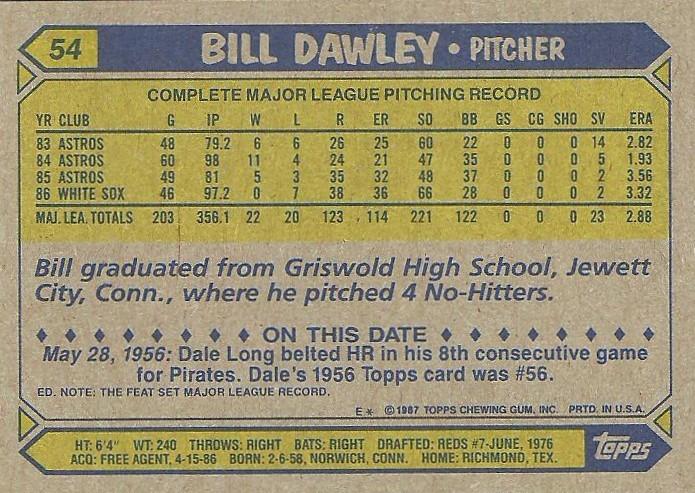 54 BILL DAWLEY • PITCHER
COMPLETE MAJOR LEAGUE PITCHING RECORD
YR CLUB G IP W L R ER SO BB GS CG SHO SV ERA
83 ASTROS 48 79.2 6 6 26 25 60 22 0 0 0 14 2.82
84 ASTROS 60 98 11 4 24 21 47 35 0 0 0 5 1.93
85 ASTROS 49 81 5 3 35 32 48 37 0 0 0 2 3.56
86 WHITE SOX 46 97.2 0 7 38 36 66 28 0 0 0 2 3.32
MAJ. LEA. TOTALS 203 356.1 22 20 123 114 221 122 0 0 0 23 2.88
Bill graduated from Griswold High School, Jewett
City, Conn., where he pitched 4 No-Hitters.
♦ ♦ ♦ ♦ ♦ ♦ ♦ ♦ ON THIS DATE ♦ ♦ ♦ ♦ ♦ ♦ ♦ ♦
May 28, 1956: Dale Long belted HR in his 8th consecutive game
for Pirates. Dale's 1956 Topps card was #56.
ED. NOTE: THE FEAT SET MAJOR LEAGUE RECORD.
E* © 1987 TOPPS CHEWING GUM, INC. PRTD. IN U.S.A.
HT: 6'4" WT: 240 THROWS: RIGHT BATS: RIGHT DRAFTED: REDS #7-JUNE, 1976
ACQ: FREE AGENT, 4-15-86 BORN: 2-6-58, NORWICH, CONN. HOME: RICHMOND, TEX.
topps